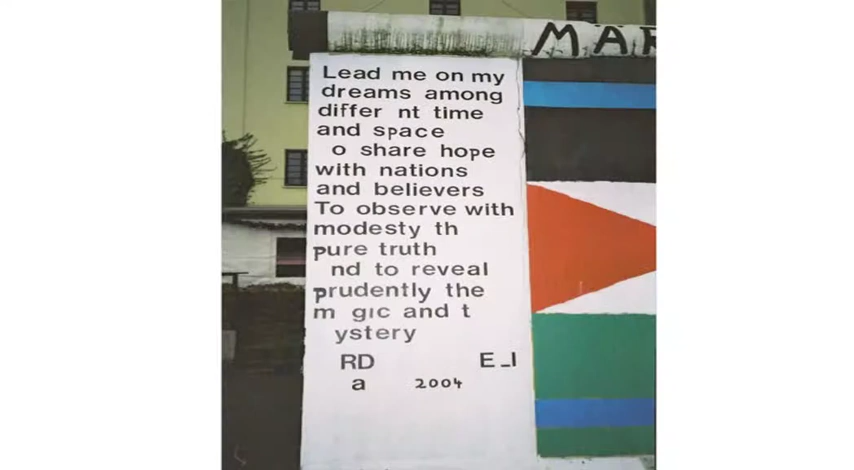 MAR
Lead me on my
dreams among
differ nt time
and space
o share hope
with nations
and believers
To observe with
modesty th
pure truth
nd to reveal
prudently the
m gic and t
ystery
RD
a 2004